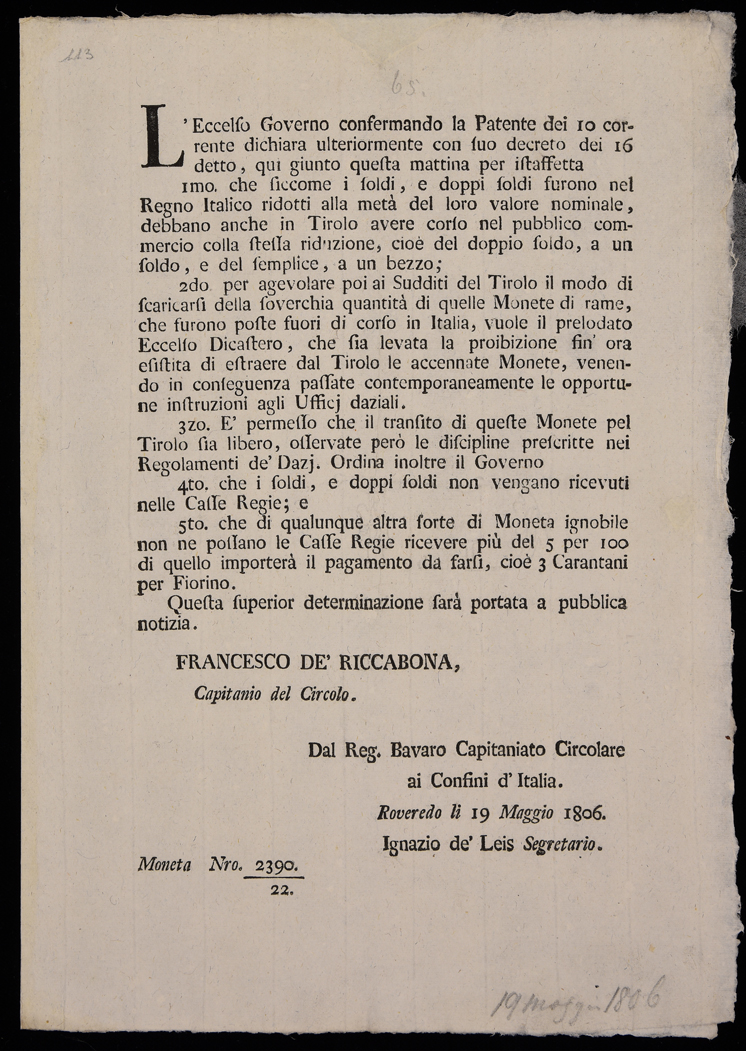 113
65.
L'Eccelſo Governo confermando la Patente dei 10 cor-
rente dichiara ulteriormente con ſuo decreto dei 16
detto, qui giunto queſta mattina per iſtaffetta
1mo. che ſiccome i ſoldi, e doppi ſoldi furono nel
Regno Italico ridotti alla metà del loro valore nominale,
debbano anche in Tirolo avere corſo nel pubblico com-
mercio colla ſteſſa riduzione, cioè del doppio ſoldo, a un
ſoldo, e del ſemplice, a un bezzo;
2do per agevolare poi ai Sudditi del Tirolo il modo di
ſcaricarſi della ſoverchia quantità di quelle Monete di rame,
che furono poſte fuori di corſo in Italia, vuole il prelodato
Eccelſo Dicaſtero, che ſia levata la proibizione fin' ora
eſiſtita di eſtraere dal Tirolo le accennate Monete, venen-
do in conſeguenza paſſate contemporaneamente le opportu-
ne inſtruzioni agli Ufficj daziali.
3zo. E' permeſſo che il tranſito di queſte Monete pel
Tirolo ſia libero, oſſervate però le diſcipline preſcritte nei
Regolamenti de' Dazj. Ordina inoltre il Governo
4to. che i ſoldi, e doppi ſoldi non vengano ricevuti
nelle Caſſe Regie; e
5to. che di qualunque altra ſorte di Moneta ignobile
non ne poſſano le Caſſe Regie ricevere più del 5 per 100
di quello importerà il pagamento da farſi, cioè 3 Carantani
per Fiorino.
Queſta ſuperior determinazione ſarà portata a pubblica
notizia.
FRANCESCO DE' RICCABONA,
Capitanio del Circolo.
Dal Reg. Bavaro Capitaniato Circolare
ai Confini d' Italia.
Roveredo li 19 Maggio 1806.
Ignazio de' Leis Segretario.
Moneta Nro. 2390.
22.
19 maggio 1806